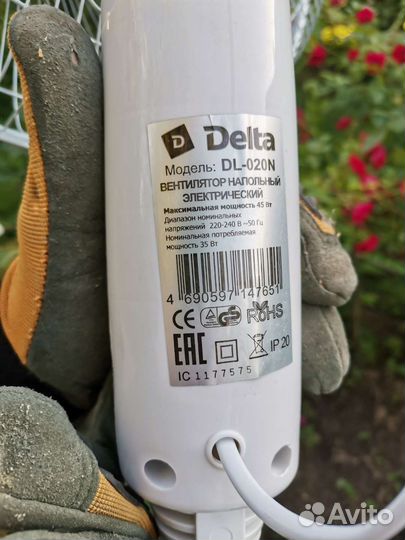 D Delta
Модель: DL-020N
ВЕНТИЛЯТОР НАПОЛЬНЫЙ
ЭЛЕКТРИЧЕСКИЙ
Максимальная мощность 45 Вт
Диапазон номинальных
напряжений 220-240 В ~50 Гц
Номинальная потребляемая
мощность 35 Вт
4 690597 147651
CE GS RoHS
EAC IP 20
IC 1177575
Avito